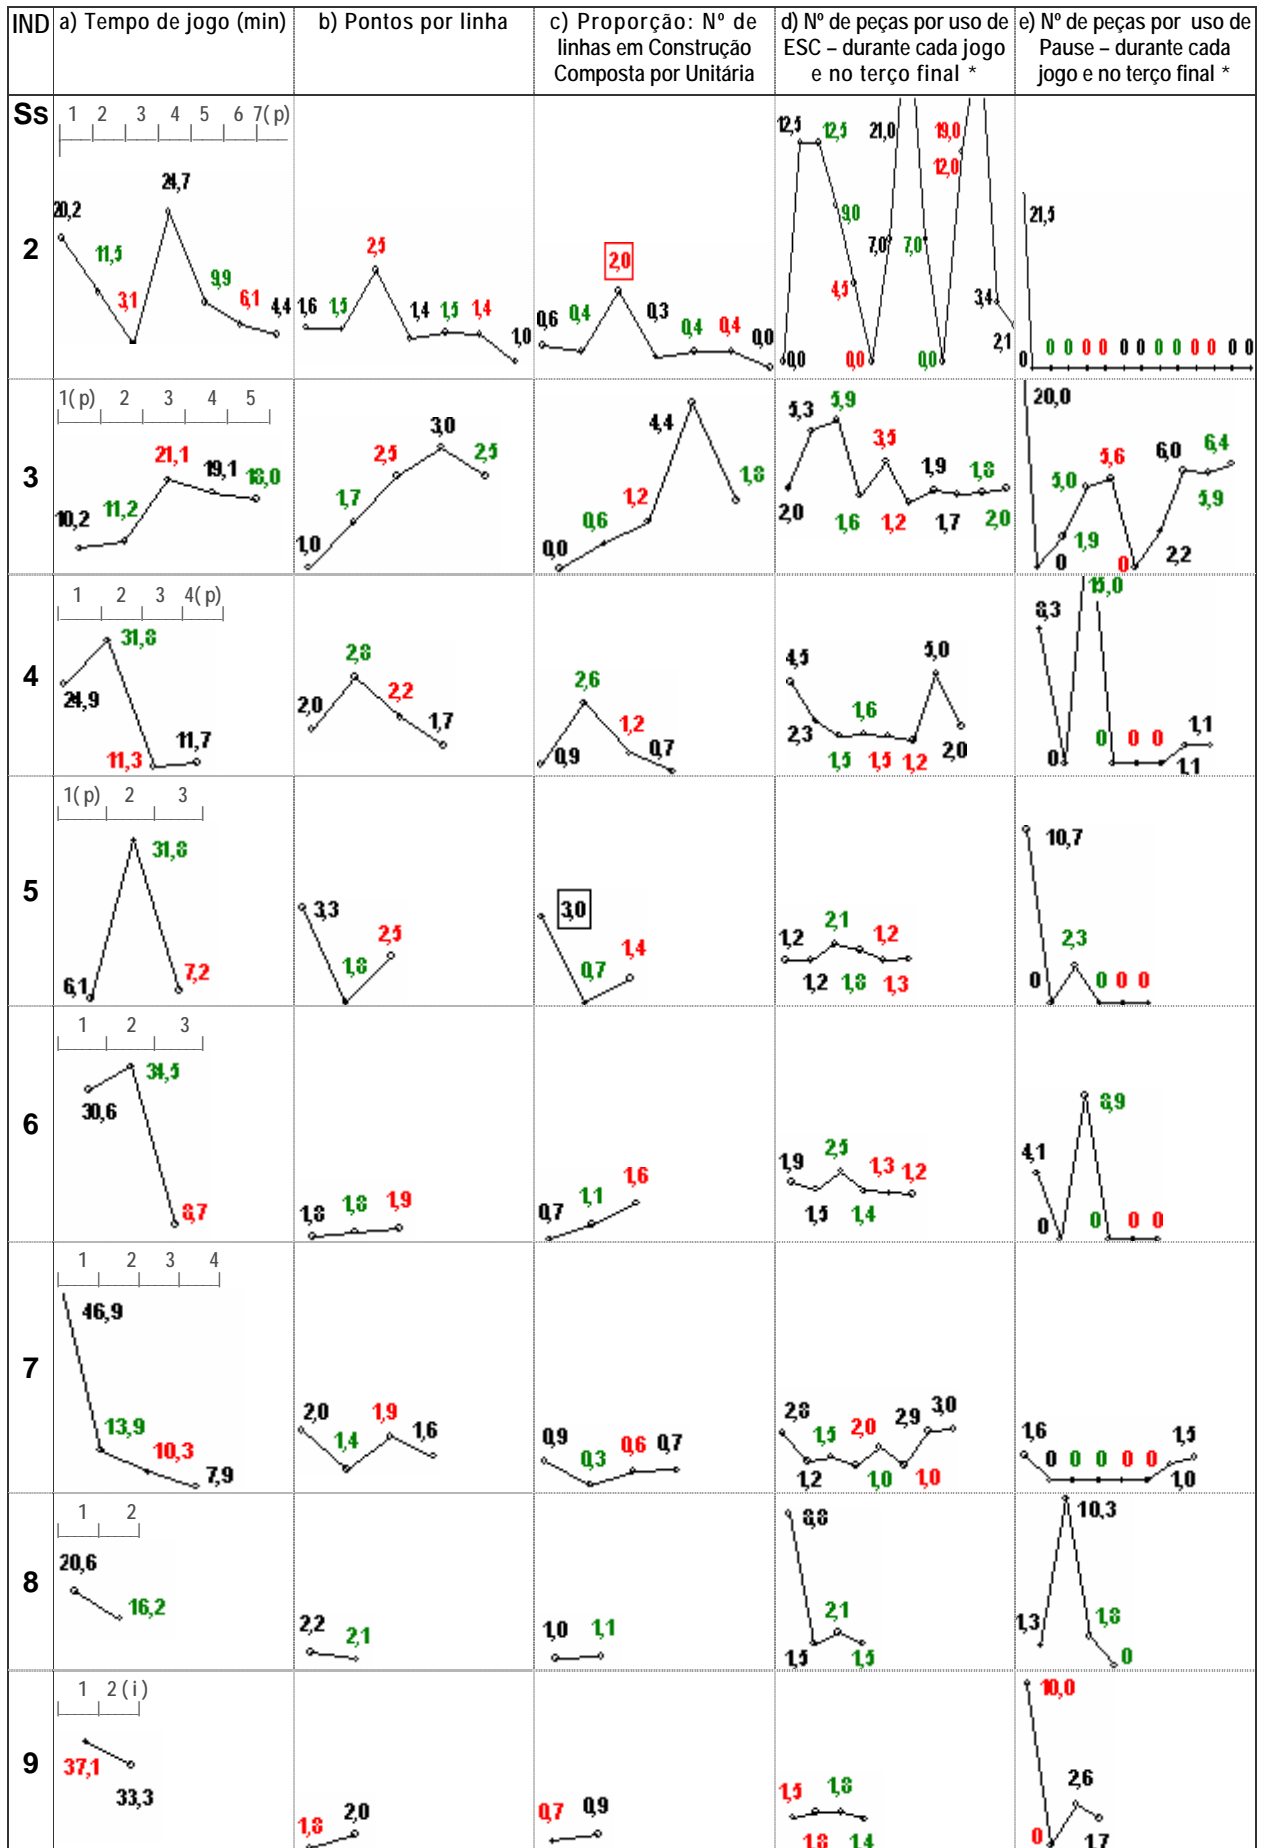 IND a) Tempo de jogo (min) b) Pontos por linha c) Proporção: Nº de linhas em Construção Composta por Unitária d) Nº de peças por uso de ESC – durante cada jogo e no terço final * e) Nº de peças por uso de Pause – durante cada jogo e no terço final *
Ss
1 2 3 4 5 6 7(p)
2
20,2 11,5 3,1 24,7 9,9 6,1 4,4
1,6 1,5 2,5 1,4 1,5 1,4 1,0
0,6 0,4 2,0 0,3 0,4 0,4 0,0
0,0 12,5 12,5 9,0 4,5 0,0 7,0 21,0 7,0 0,0 12,0 19,0 3,4 2,1
21,5 0 0 0 0 0 0 0 0 0 0 0 0 0
1(p) 2 3 4 5
3
10,2 11,2 21,1 19,1 18,0
1,0 1,7 2,5 3,0 2,5
0,0 0,6 1,2 4,4 1,8
2,0 5,3 5,9 1,6 3,5 1,2 1,9 1,7 1,8 2,0
20,0 0 1,9 5,0 5,6 0 2,2 6,0 5,9 6,4
1 2 3 4(p)
4
24,9 31,8 11,3 11,7
2,0 2,8 2,2 1,7
0,9 2,6 1,2 0,7
4,5 2,3 1,5 1,6 1,5 1,2 5,0 2,0
8,3 0 15,0 0 0 0 1,1 1,1
1(p) 2 3
5
6,1 31,8 7,2
3,3 1,8 2,5
3,0 0,7 1,4
1,2 1,2 2,1 1,8 1,2 1,3
10,7 0 2,3 0 0 0
1 2 3
6
30,6 34,5 8,7
1,8 1,8 1,9
0,7 1,1 1,6
1,9 1,5 2,5 1,4 1,3 1,2
4,1 0 8,9 0 0 0
1 2 3 4
7
46,9 13,9 10,3 7,9
2,0 1,4 1,9 1,6
0,9 0,3 0,6 0,7
2,8 1,2 1,5 2,0 1,0 1,0 2,9 3,0
1,6 0 0 0 0 0 1,0 1,5
1 2
8
20,6 16,2
2,2 2,1
1,0 1,1
8,8 1,5 2,1 1,5
1,3 10,3 1,8 0
1 2(i)
9
37,1 33,3
1,8 2,0
0,7 0,9
1,5 1,8 1,8 1,4
10,0 0 2,6 1,7